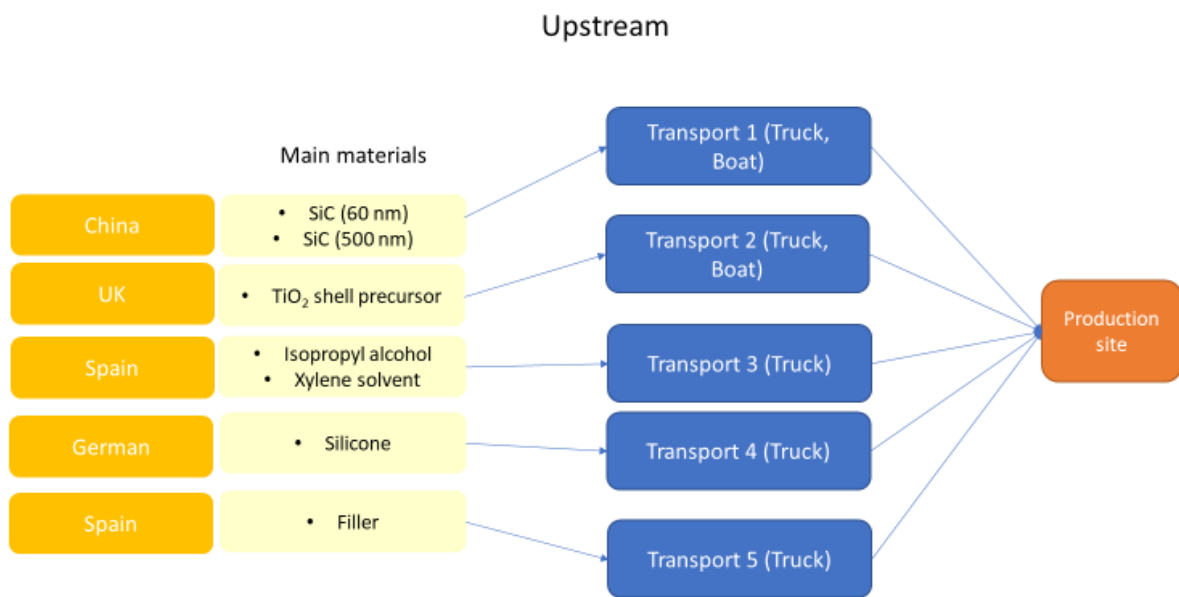 Upstream
Main materials
China
• SiC (60 nm)
• SiC (500 nm)
Transport 1 (Truck,
Boat)
UK
• TiO₂ shell precursor
Transport 2 (Truck,
Boat)
Spain
• Isopropyl alcohol
• Xylene solvent
Transport 3 (Truck)
German
• Silicone
Transport 4 (Truck)
Spain
• Filler
Transport 5 (Truck)
Production
site